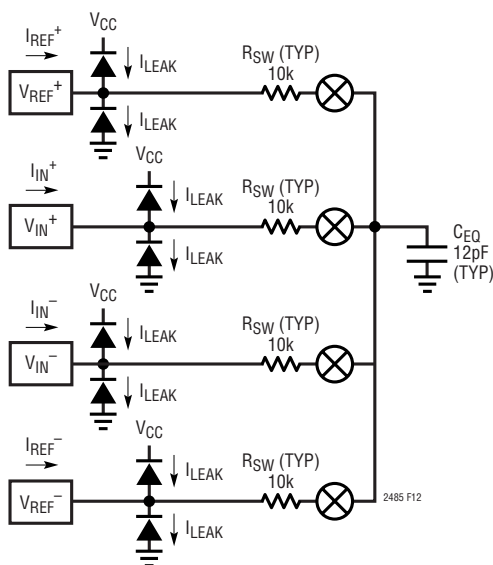 VCC
IREF+
ILEAK
VREF+
ILEAK
RSW (TYP)
10k
VCC
IIN+
ILEAK
VIN+
ILEAK
RSW (TYP)
10k
CEQ
12pF
(TYP)
VCC
IIN−
ILEAK
VIN−
ILEAK
RSW (TYP)
10k
VCC
IREF−
ILEAK
VREF−
ILEAK
RSW (TYP)
10k
2485 F12